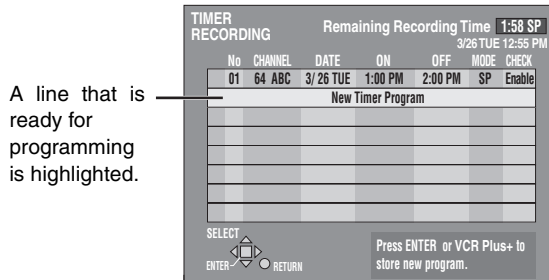 A line that is
ready for
programming
is highlighted.
TIMER
RECORDING
Remaining Recording Time 1:58 SP
3/26 TUE 12:55 PM
No CHANNEL DATE ON OFF MODE CHECK
01 64 ABC 3/ 26 TUE 1:00 PM 2:00 PM SP Enable
New Timer Program
SELECT
ENTER
RETURN
Press ENTER or VCR Plus+ to
store new program.